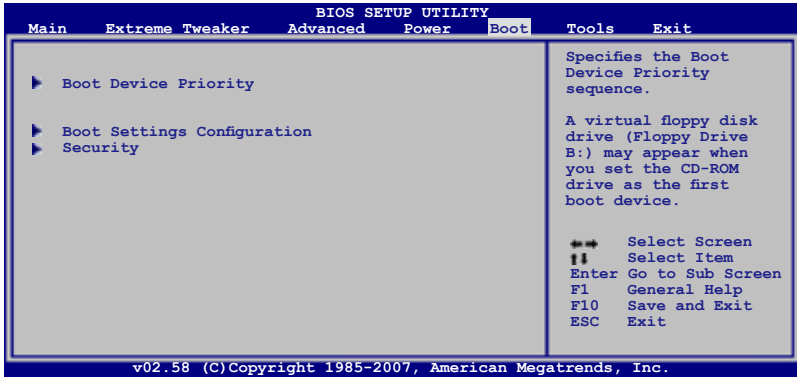 BIOS SETUP UTILITY
Main Extreme Tweaker Advanced Power Boot Tools Exit
Boot Device Priority
Boot Settings Configuration
Security
Specifies the Boot
Device Priority
sequence.
A virtual floppy disk
drive (Floppy Drive
B:) may appear when
you set the CD-ROM
drive as the first
boot device.
Select Screen
Select Item
Enter Go to Sub Screen
F1 General Help
F10 Save and Exit
ESC Exit
v02.58 (C)Copyright 1985-2007, American Megatrends, Inc.